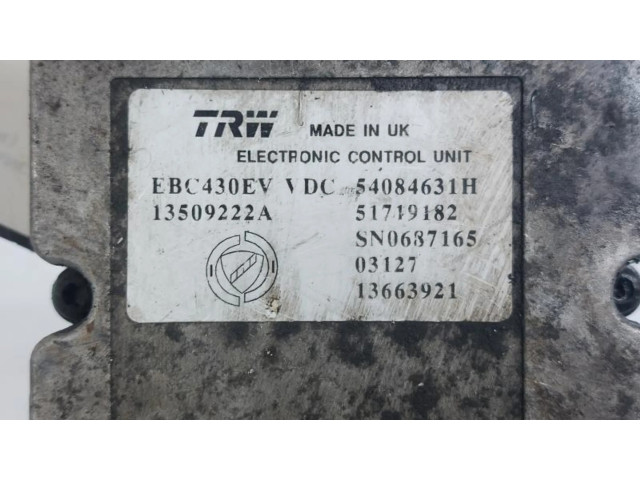 TRW MADE IN UK
ELECTRONIC CONTROL UNIT
EBC430EV VDC 54084631H
13509222A 51719182
SN0687165
03127
13663921